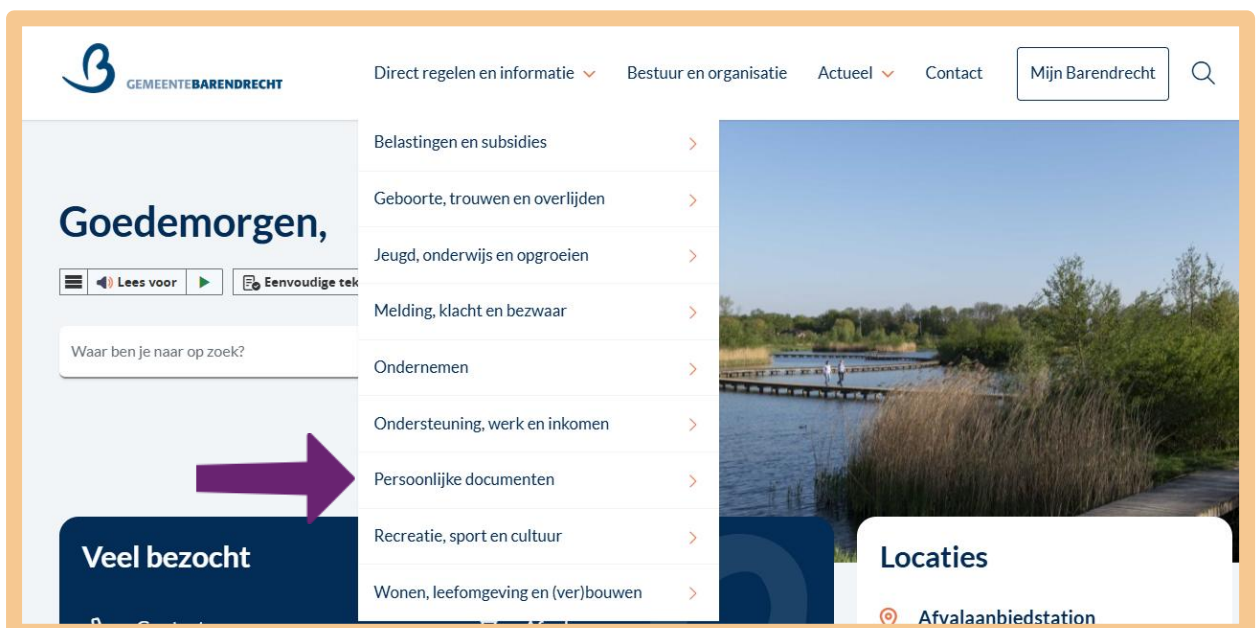 GEMEENTEBARENDRECHT
Direct regelen en informatie
Bestuur en organisatie
Actueel
Contact
Mijn Barendrecht
Belastingen en subsidies
Geboorte, trouwen en overlijden
Jeugd, onderwijs en opgroeien
Melding, klacht en bezwaar
Ondernemen
Ondersteuning, werk en inkomen
Persoonlijke documenten
Recreatie, sport en cultuur
Wonen, leefomgeving en (ver)bouwen
Goedemorgen,
Lees voor
Eenvoudige tek
Waar ben je naar op zoek?
Veel bezocht
Locaties
Afvalaanbiedstation